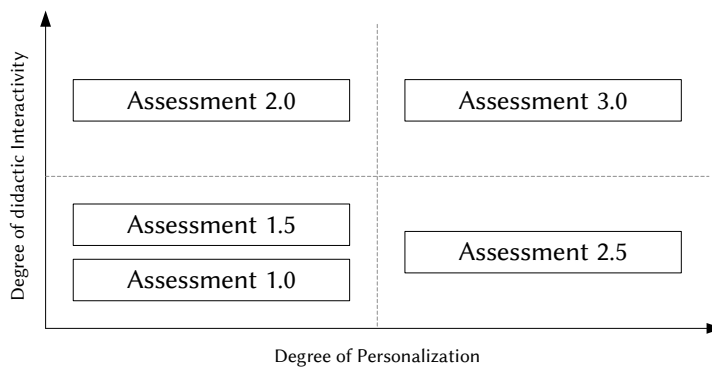 Degree of didactic Interactivity
Assessment 2.0
Assessment 3.0
Assessment 1.5
Assessment 2.5
Assessment 1.0
Degree of Personalization